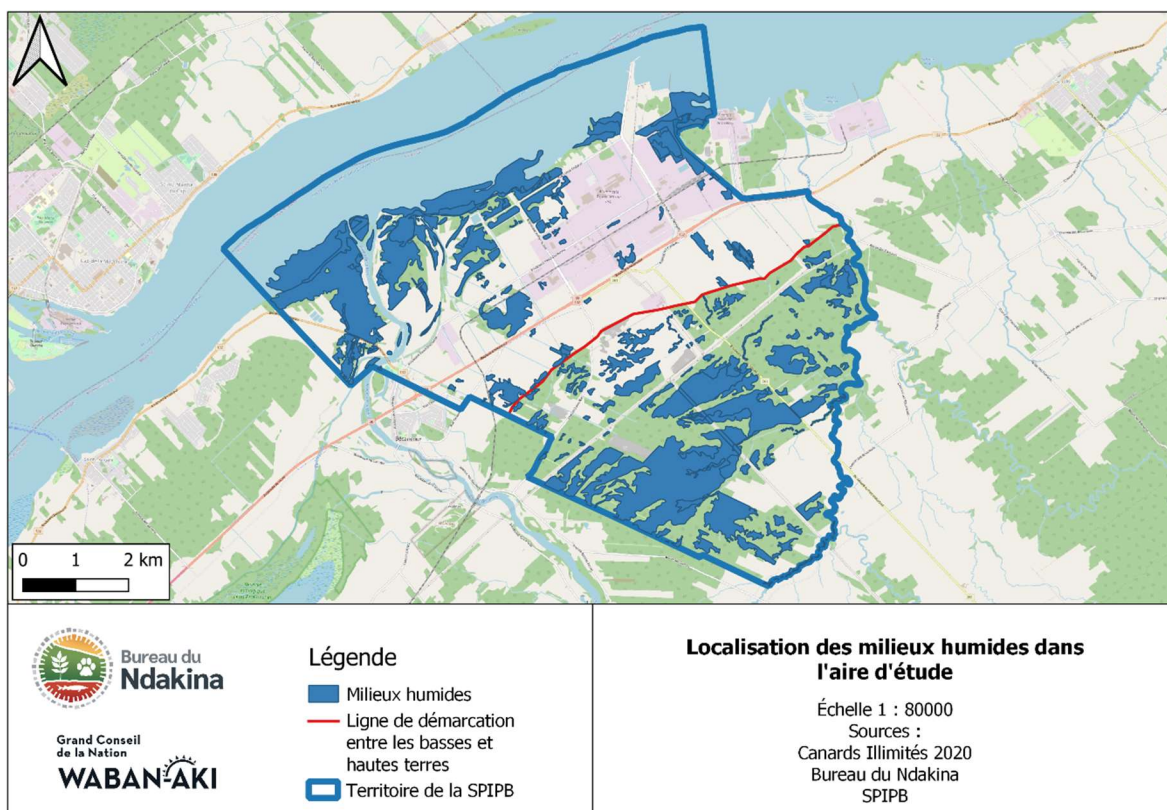 Bécancour
0 1 2 km
Bureau du
Ndakina
Grand Conseil
de la Nation
WABAN-AKI
Légende
Milieux humides
Ligne de démarcation
entre les basses et
hautes terres
Territoire de la SPIPB
Localisation des milieux humides dans
l'aire d'étude
Échelle 1 : 80000
Sources :
Canards Illimités 2020
Bureau du Ndakina
SPIPB